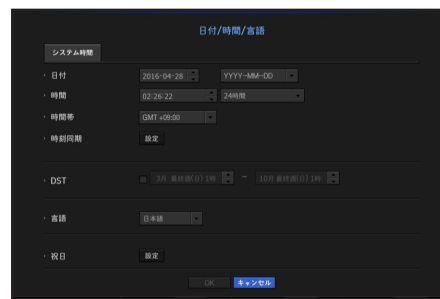 日付/時間/言語
システム時間
・ 日付 2016-04-28 YYYY-MM-DD
・ 時間 02:26:22 24時間
・ 時間帯 GMT +09:00
・ 時刻同期 設定
・ DST 3月 最終週(日) 1時 ~ 10月 最終週(日) 1時
・ 言語 日本語
・ 祝日 設定
OK キャンセル